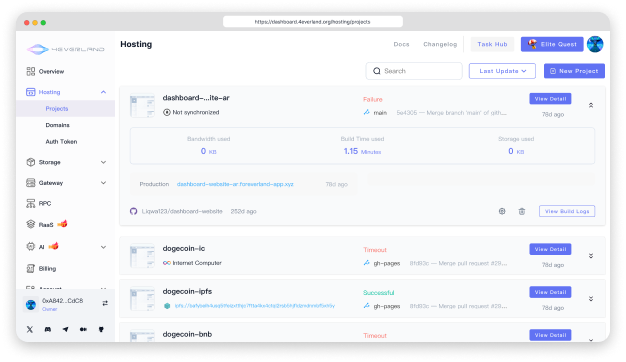 https://dashboard.4everland.org/hosting/projects
4EVERLAND
Hosting
Docs
Changelog
Task Hub
Elite Quest
Search
Last Update
New Project
Overview
Hosting
Projects
Domains
Auth Token
Storage
Gateway
RPC
RaaS
AI
Billing
Account
0xA842...CdC8
Owner
dashboard-...ite-ar
Not synchronized
Failure
main
5e4305 — Merge branch 'main' of gith...
View Detail
78d ago
Bandwidth used
0 KB
Build Time used
1.15 Minutes
Storage used
0 KB
Production
dashboard-website-ar.foreverland-app.xyz
78d ago
Liqwa123/dashboard-website
252d ago
View Build Logs
dogecoin-ic
Internet Computer
Timeout
gh-pages
6fd93c — Merge pull request #29...
View Detail
78d ago
dogecoin-ipfs
Successful
gh-pages
6fd93c — Merge pull request #29...
View Detail
78d ago
dogecoin-bnb
Timeout
View Detail